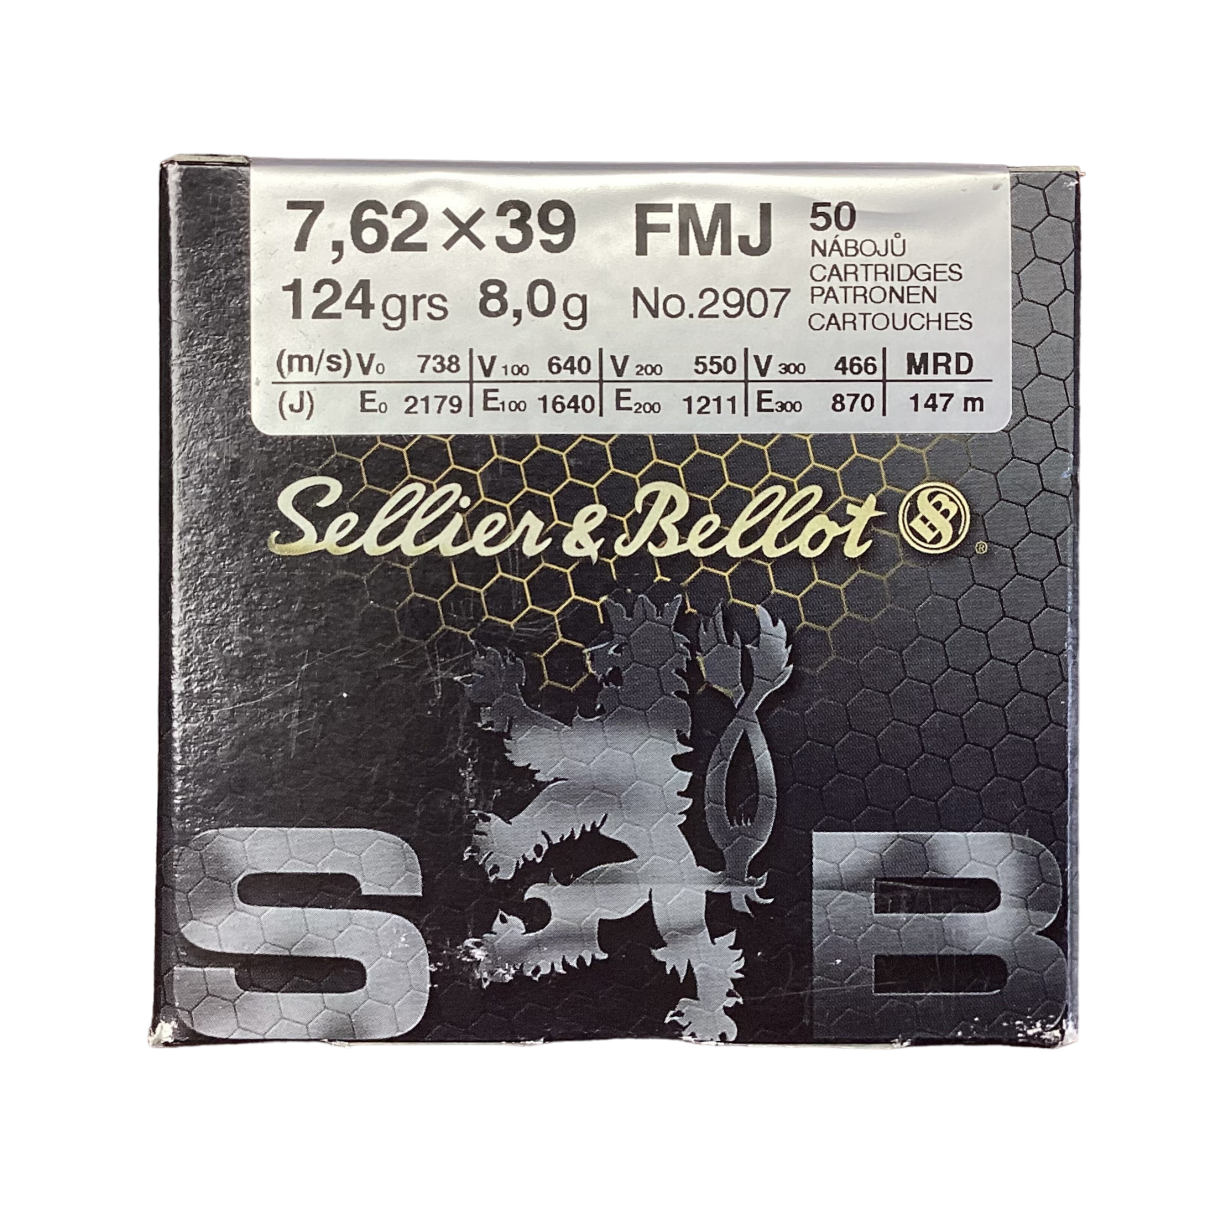 7,62×39 FMJ 50
NÁBOJŮ
CARTRIDGES
PATRONEN
CARTOUCHES
124grs 8,0g No.2907
(m/s) V0 738 V100 640 V200 550 V300 466 MRD
(J) E0 2179 E100 1640 E200 1211 E300 870 147 m
Sellier & Bellot SB ®
S B